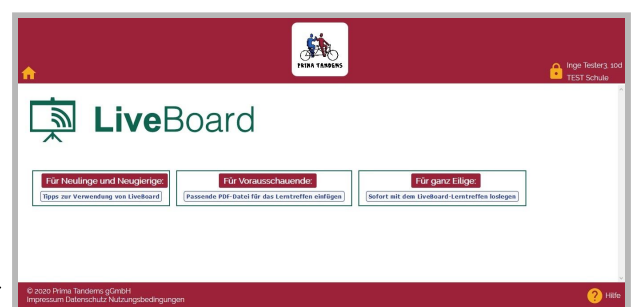 PRIMA TANDEMS
Inge Tester3, 10d
TEST Schule
LiveBoard
Für Neulinge und Neugierige:
Tipps zur Verwendung von LiveBoard
Für Vorausschauende:
Passende PDF-Datei für das Lerntreffen einfügen
Für ganz Eilige:
Sofort mit dem LiveBoard-Lerntreffen loslegen
© 2020 Prima Tandems gGmbH
Impressum Datenschutz Nutzungsbedingungen
? Hilfe